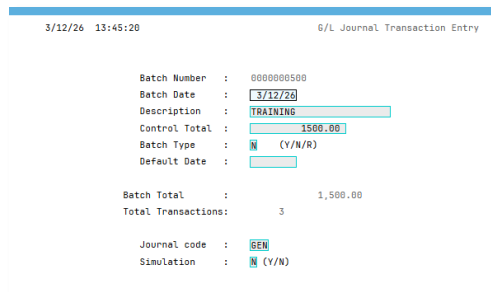 3/12/26 13:45:20 G/L Journal Transaction Entry
Batch Number : 0000000500
Batch Date : 3/12/26
Description : TRAINING
Control Total : 1500.00
Batch Type : N (Y/N/R)
Default Date :
Batch Total : 1,500.00
Total Transactions: 3
Journal code : GEN
Simulation : N (Y/N)